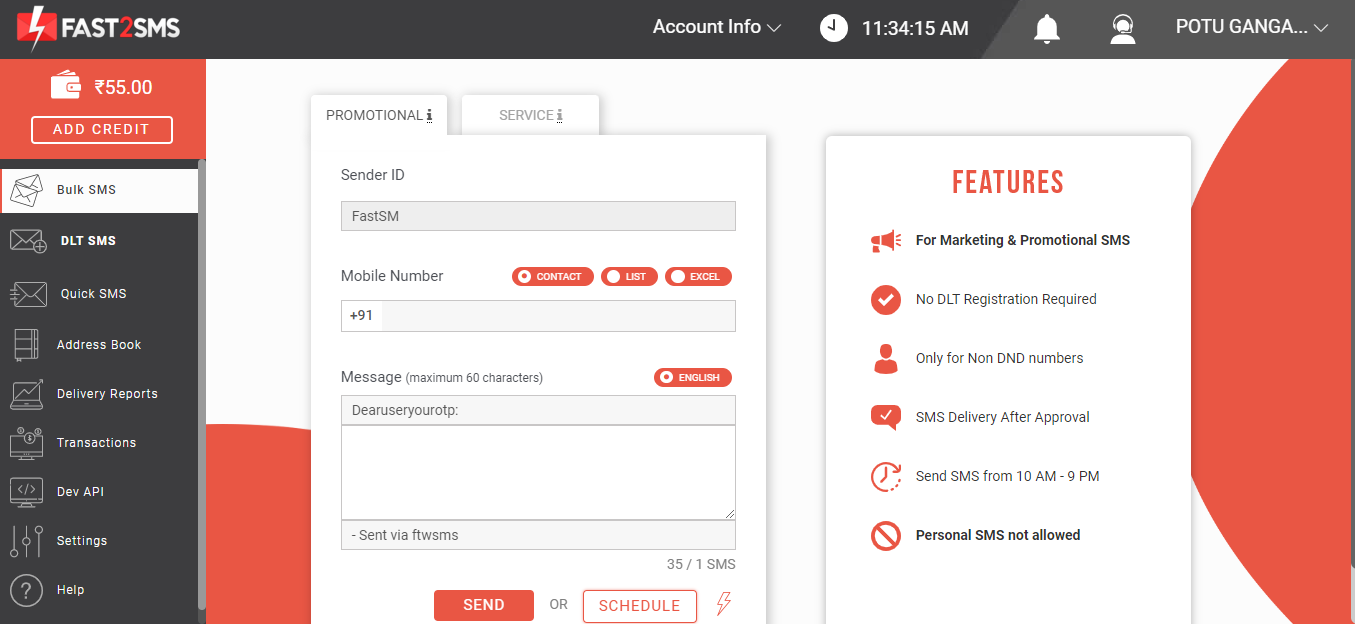 FAST2SMS
Account Info
11:34:15 AM
POTU GANGA...
₹55.00
ADD CREDIT
Bulk SMS
DLT SMS
Quick SMS
Address Book
Delivery Reports
Transactions
Dev API
Settings
? Help
PROMOTIONAL i
SERVICE i
Sender ID
FastSM
Mobile Number
CONTACT
LIST
EXCEL
+91
Message (maximum 60 characters)
ENGLISH
Dearuseryourotp:
- Sent via ftwsms
35 / 1 SMS
SEND
OR
SCHEDULE
FEATURES
For Marketing & Promotional SMS
No DLT Registration Required
Only for Non DND numbers
SMS Delivery After Approval
Send SMS from 10 AM - 9 PM
Personal SMS not allowed